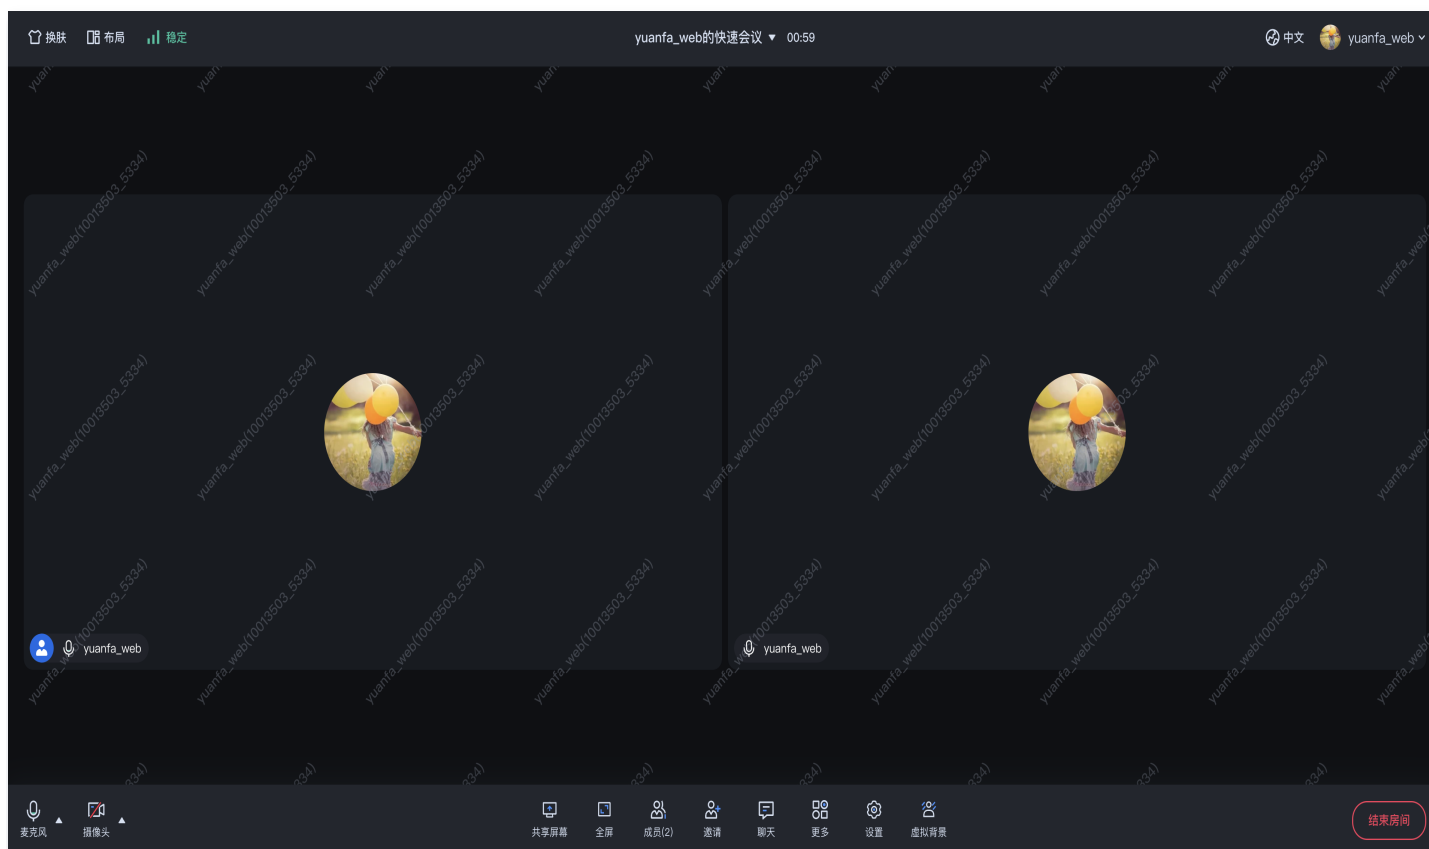 换肤 布局 稳定 yuanfa_web的快速会议 00:59 中文 yuanfa_web
yuanfa_web(10013503_5334)
yuanfa_web yuanfa_web
麦克风 摄像头 共享屏幕 全屏 成员(2) 邀请 聊天 更多 设置 虚拟背景 结束房间